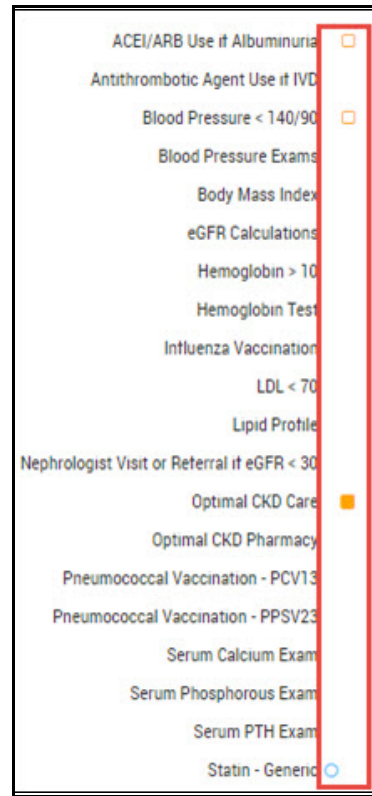 ACEI/ARB Use if Albuminuria
Antithrombotic Agent Use if IVD
Blood Pressure < 140/90
Blood Pressure Exams
Body Mass Index
eGFR Calculations
Hemoglobin > 10
Hemoglobin Test
Influenza Vaccination
LDL < 70
Lipid Profile
Nephrologist Visit or Referral if eGFR < 30
Optimal CKD Care
Optimal CKD Pharmacy
Pneumococcal Vaccination - PCV13
Pneumococcal Vaccination - PPSV23
Serum Calcium Exam
Serum Phosphorous Exam
Serum PTH Exam
Statin - Generic